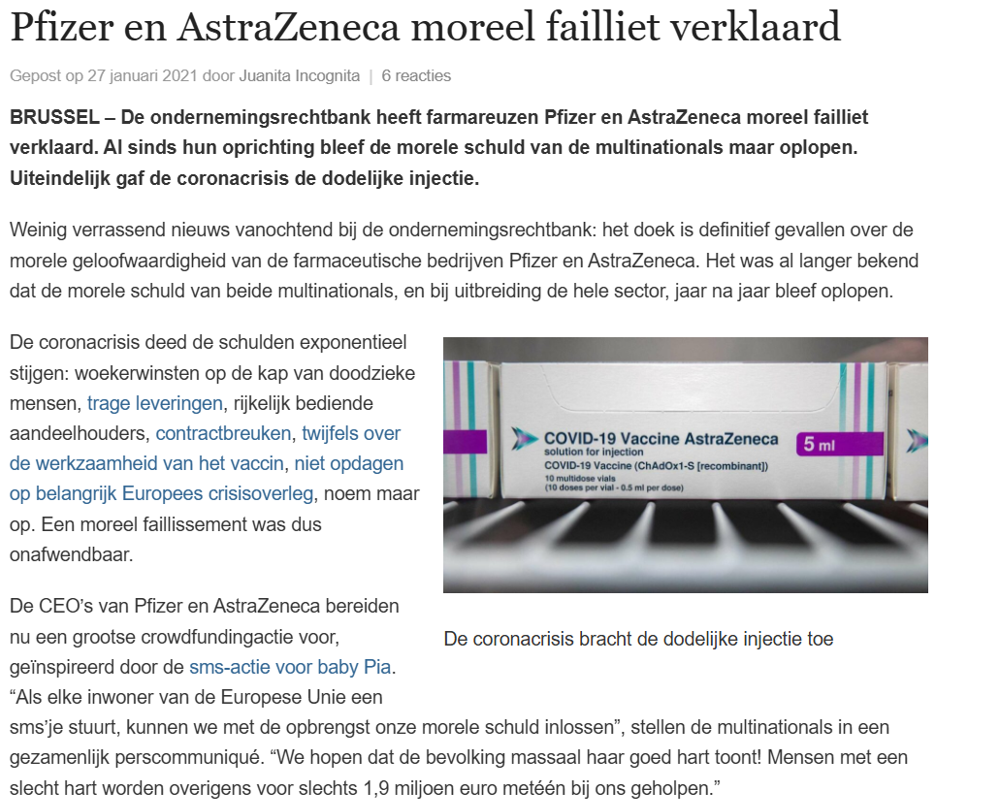 Pfizer en AstraZeneca moreel failliet verklaard
Gepost op 27 januari 2021 door Juanita Incognita | 6 reacties
BRUSSEL – De ondernemingsrechtbank heeft farmareuzen Pfizer en AstraZeneca moreel failliet
verklaard. Al sinds hun oprichting bleef de morele schuld van de multinationals maar oplopen.
Uiteindelijk gaf de coronacrisis de dodelijke injectie.
Weinig verrassend nieuws vanochtend bij de ondernemingsrechtbank: het doek is definitief gevallen over de
morele geloofwaardigheid van de farmaceutische bedrijven Pfizer en AstraZeneca. Het was al langer bekend
dat de morele schuld van beide multinationals, en bij uitbreiding de hele sector, jaar na jaar bleef oplopen.
De coronacrisis deed de schulden exponentieel
stijgen: woekerwinsten op de kap van doodzieke
mensen, trage leveringen, rijkelijk bediende
aandeelhouders, contractbreuken, twijfels over
de werkzaamheid van het vaccin, niet opdagen
op belangrijk Europees crisisoverleg, noem maar
op. Een moreel faillissement was dus
onafwendbaar.
COVID-19 Vaccine AstraZeneca
solution for injection
COVID-19 Vaccine (ChAdOx1-S [recombinant])
10 multidose vials
(10 doses per vial - 0.5 ml per dose)
5 ml
De coronacrisis bracht de dodelijke injectie toe
De CEO's van Pfizer en AstraZeneca bereiden
nu een grootse crowdfundingactie voor,
geïnspireerd door de sms-actie voor baby Pia.
“Als elke inwoner van de Europese Unie een
sms'je stuurt, kunnen we met de opbrengst onze morele schuld inlossen”, stellen de multinationals in een
gezamenlijk perscommuniqué. “We hopen dat de bevolking massaal haar goed hart toont! Mensen met een
slecht hart worden overigens voor slechts 1,9 miljoen euro metéén bij ons geholpen.”